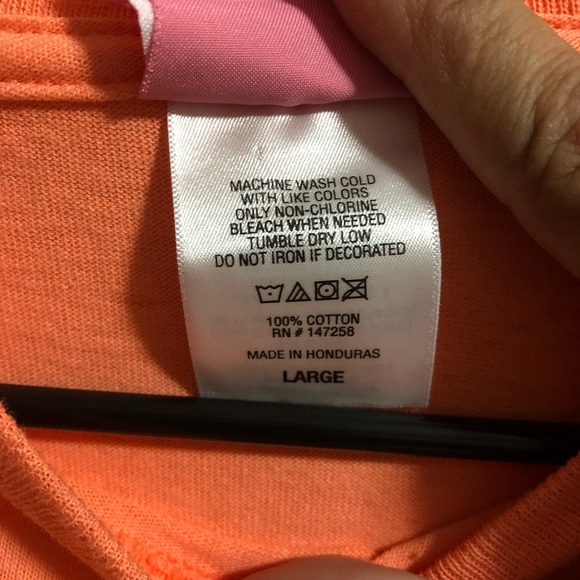 MACHINE WASH COLD
WITH LIKE COLORS
ONLY NON-CHLORINE
BLEACH WHEN NEEDED
TUMBLE DRY LOW
DO NOT IRON IF DECORATED
100% COTTON
RN # 147258
MADE IN HONDURAS
LARGE